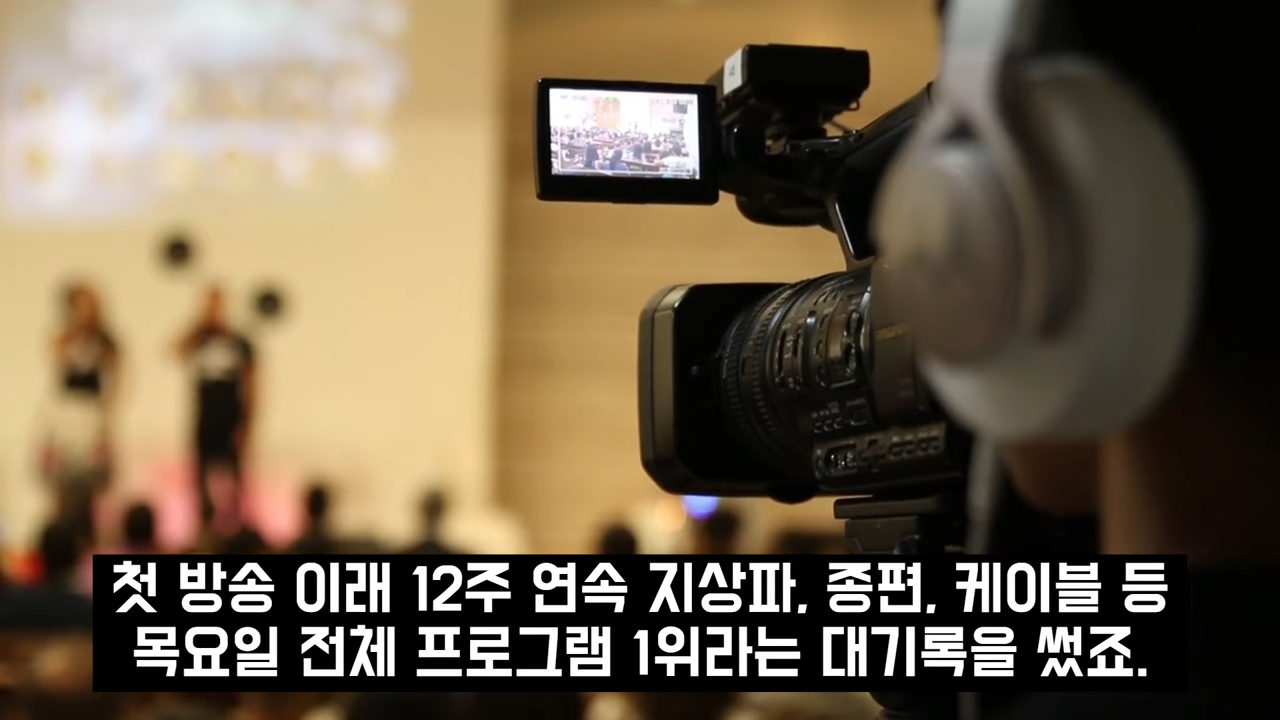 첫 방송 이래 12주 연속 지상파, 종편, 케이블 등
목요일 전체 프로그램 1위라는 대기록을 썼죠.